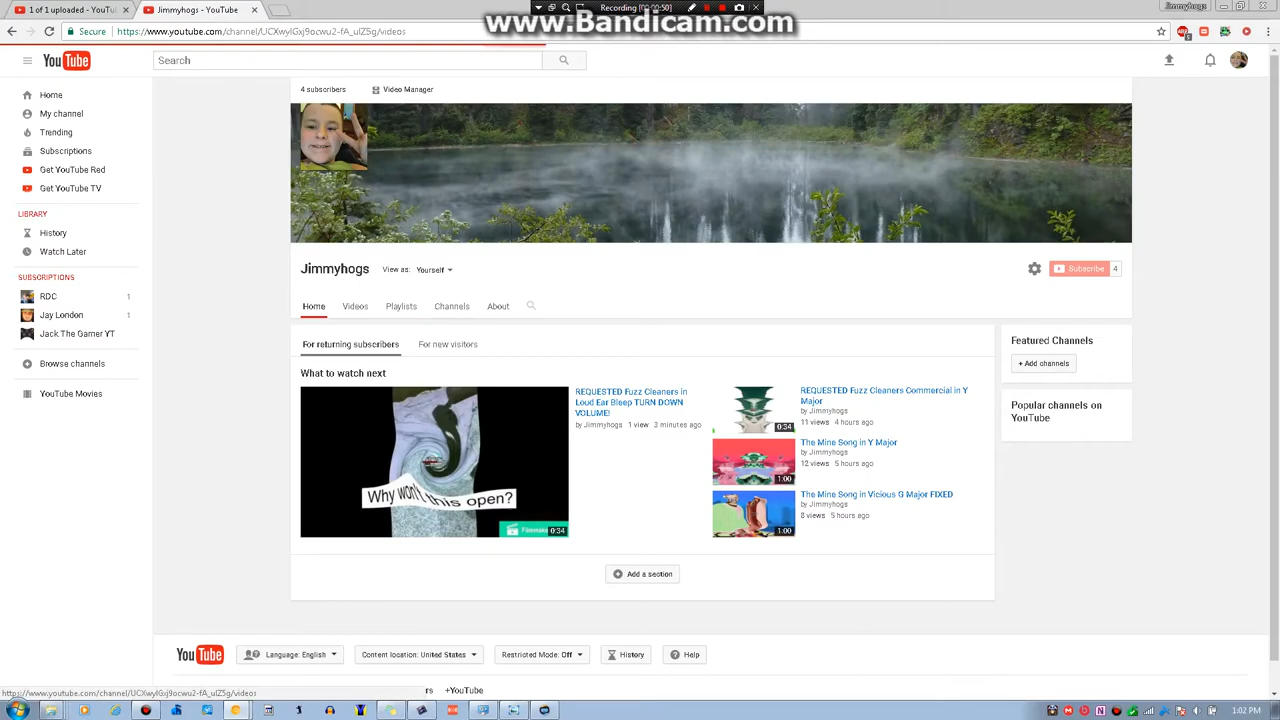 1 of 1 uploaded - YouTube
Jimmyhogs - YouTube
Recording [00:00:50]
Jimmyhogs
www.Bandicam.com
Secure
https://www.youtube.com/channel/UCXwylGxj9ocwu2-fA_ulZ5g/videos
YouTube
Search
Home
My channel
Trending
Subscriptions
Get YouTube Red
Get YouTube TV
LIBRARY
History
Watch Later
SUBSCRIPTIONS
RDC 1
Jay London 1
Jack The Gamer YT
Browse channels
YouTube Movies
4 subscribers
Video Manager
Jimmyhogs
View as: Yourself
Subscribe 4
Home Videos Playlists Channels About
For returning subscribers For new visitors
What to watch next
Why won't this open?
Filmmaker
0:34
REQUESTED Fuzz Cleaners in
Loud Ear Bleep TURN DOWN
VOLUME!
by Jimmyhogs 1 view 3 minutes ago
0:34
REQUESTED Fuzz Cleaners Commercial in Y
Major
by Jimmyhogs
11 views 4 hours ago
1:00
The Mine Song in Y Major
by Jimmyhogs
12 views 5 hours ago
1:00
The Mine Song in Vicious G Major FIXED
by Jimmyhogs
8 views 5 hours ago
Add a section
Featured Channels
+ Add channels
Popular channels on
YouTube
YouTube
Language: English
Content location: United States
Restricted Mode: Off
History
Help
https://www.youtube.com/channel/UCXwylGxj9ocwu2-fA_ulZ5g/videos
rs +YouTube
1:02 PM